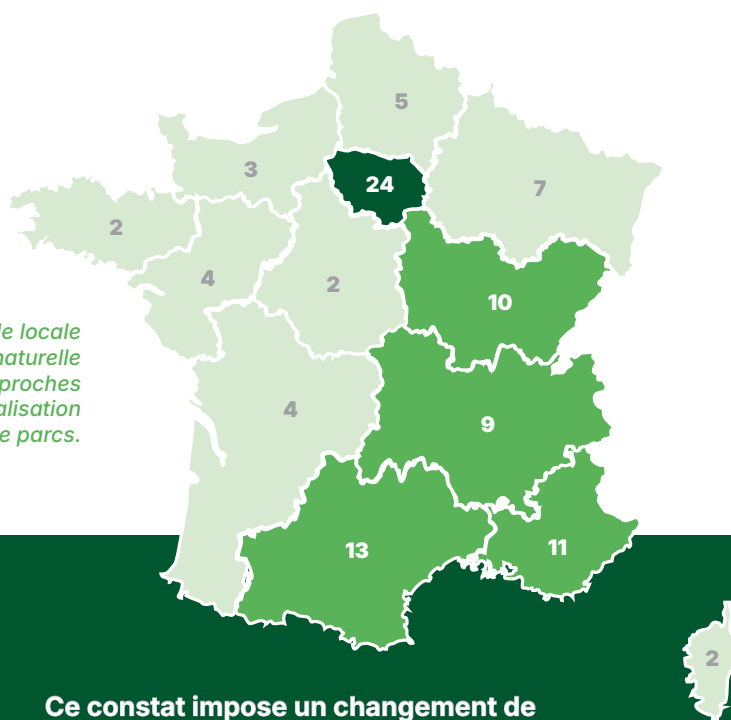 5
3
24
7
2
4
2
10
le locale
naturelle
proches
alisation
e parcs.
4
9
13
11
2
Ce constat impose un changement de